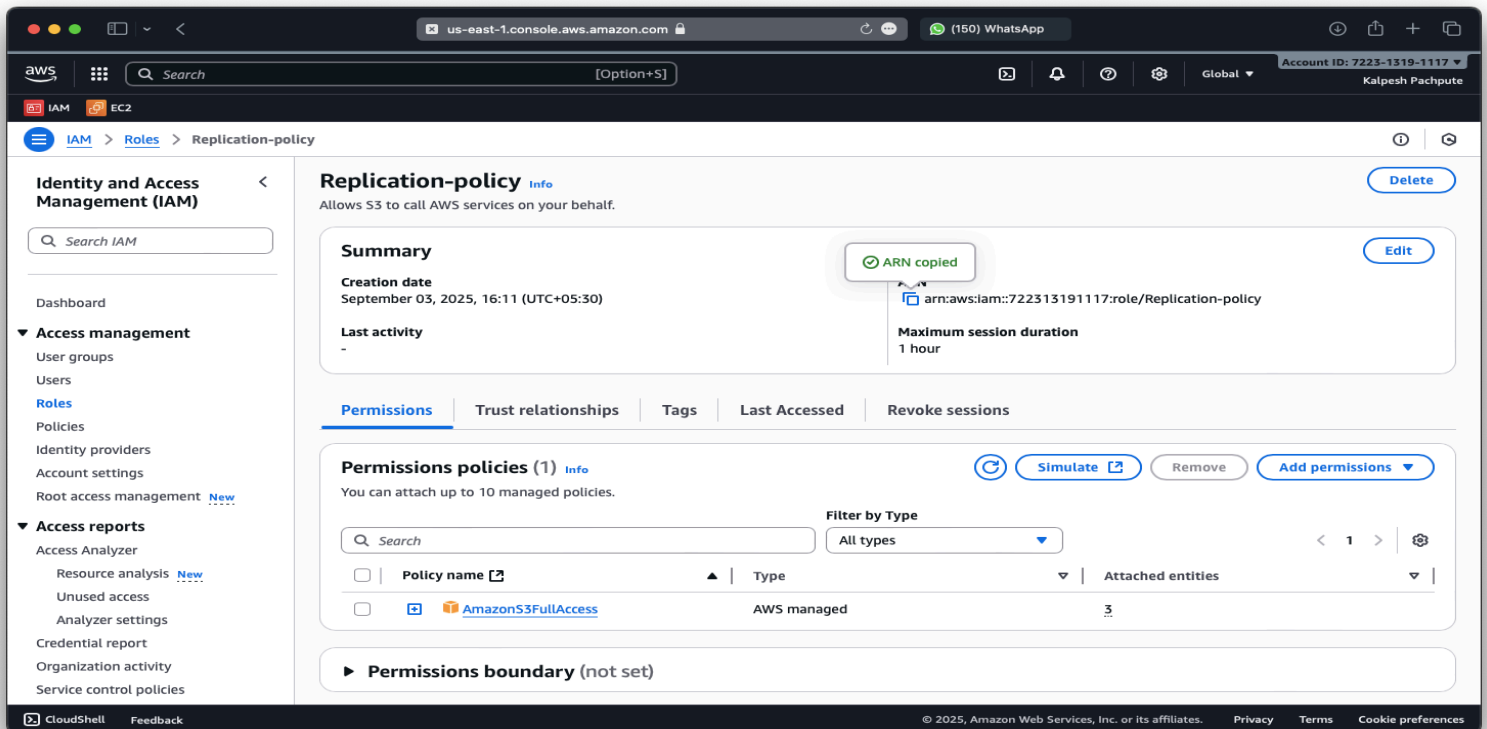 us-east-1.console.aws.amazon.com
(150) WhatsApp
aws
Search [Option+S]
Global
Account ID: 7223-1319-1117
Kalpesh Pachpute
IAM EC2
IAM > Roles > Replication-policy
Identity and Access
Management (IAM)
Search IAM
Dashboard
Access management
User groups
Users
Roles
Policies
Identity providers
Account settings
Root access management New
Access reports
Access Analyzer
Resource analysis New
Unused access
Analyzer settings
Credential report
Organization activity
Service control policies
Replication-policy Info
Delete
Allows S3 to call AWS services on your behalf.
Summary
Edit
ARN copied
Creation date
September 03, 2025, 16:11 (UTC+05:30)
arn:aws:iam::722313191117:role/Replication-policy
Last activity
-
Maximum session duration
1 hour
Permissions Trust relationships Tags Last Accessed Revoke sessions
Permissions policies (1) Info
Simulate Remove Add permissions
You can attach up to 10 managed policies.
Filter by Type
Search
All types
1
Policy name Type Attached entities
AmazonS3FullAccess AWS managed 3
Permissions boundary (not set)
CloudShell Feedback
© 2025, Amazon Web Services, Inc. or its affiliates. Privacy Terms Cookie preferences